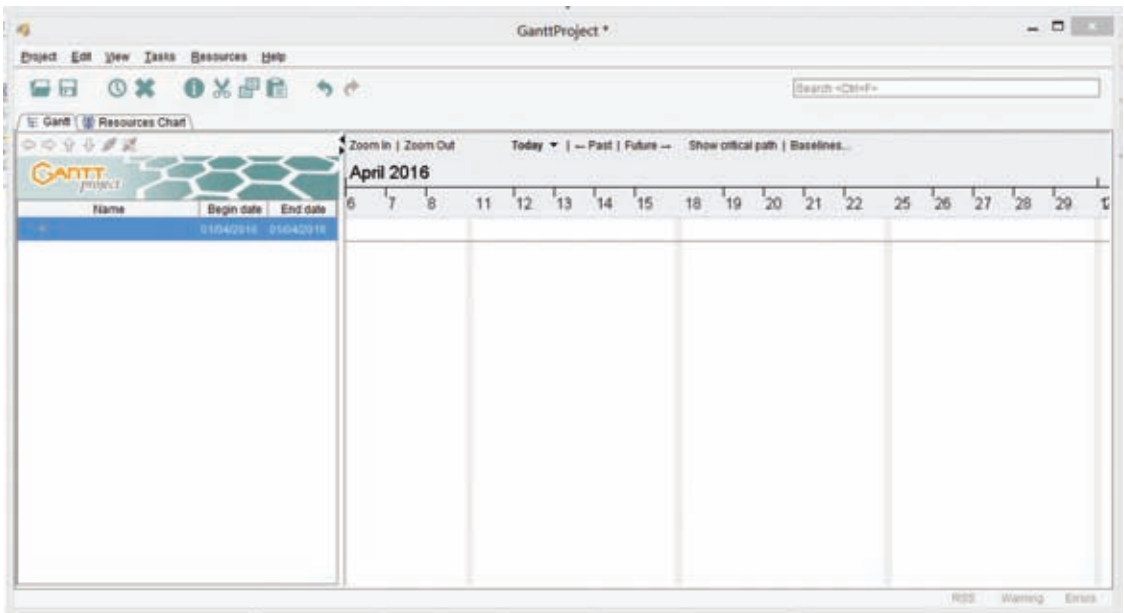 GanttProject *
Project Edit View Tasks Resources Help
Search <Ctrl+F>
Gantt Resources Chart
Zoom In | Zoom Out Today | ← Past | Future → Show critical path | Baselines...
GANTT project
April 2016
Name Begin date End date
6 7 8 11 12 13 14 15 18 19 20 21 22 25 26 27 28 29
01/04/2016 01/04/2016
RSS Warning Errors